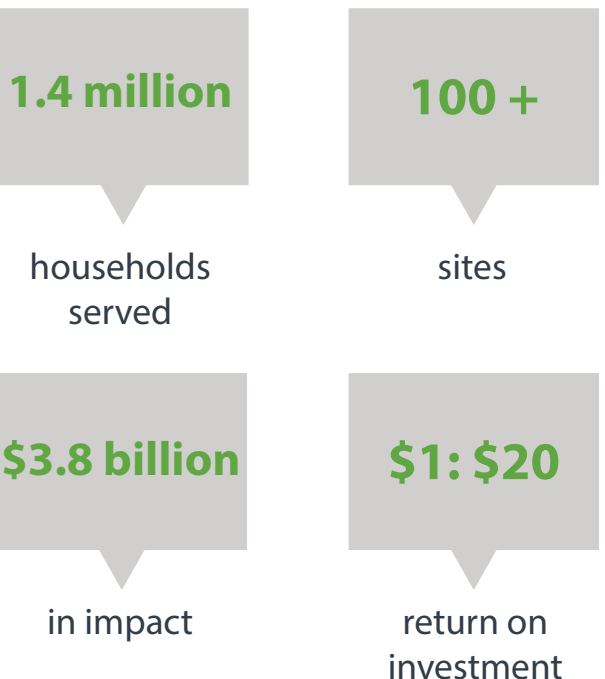 1.4 million
households
served
100 +
sites
$3.8 billion
in impact
$1: $20
return on
investment